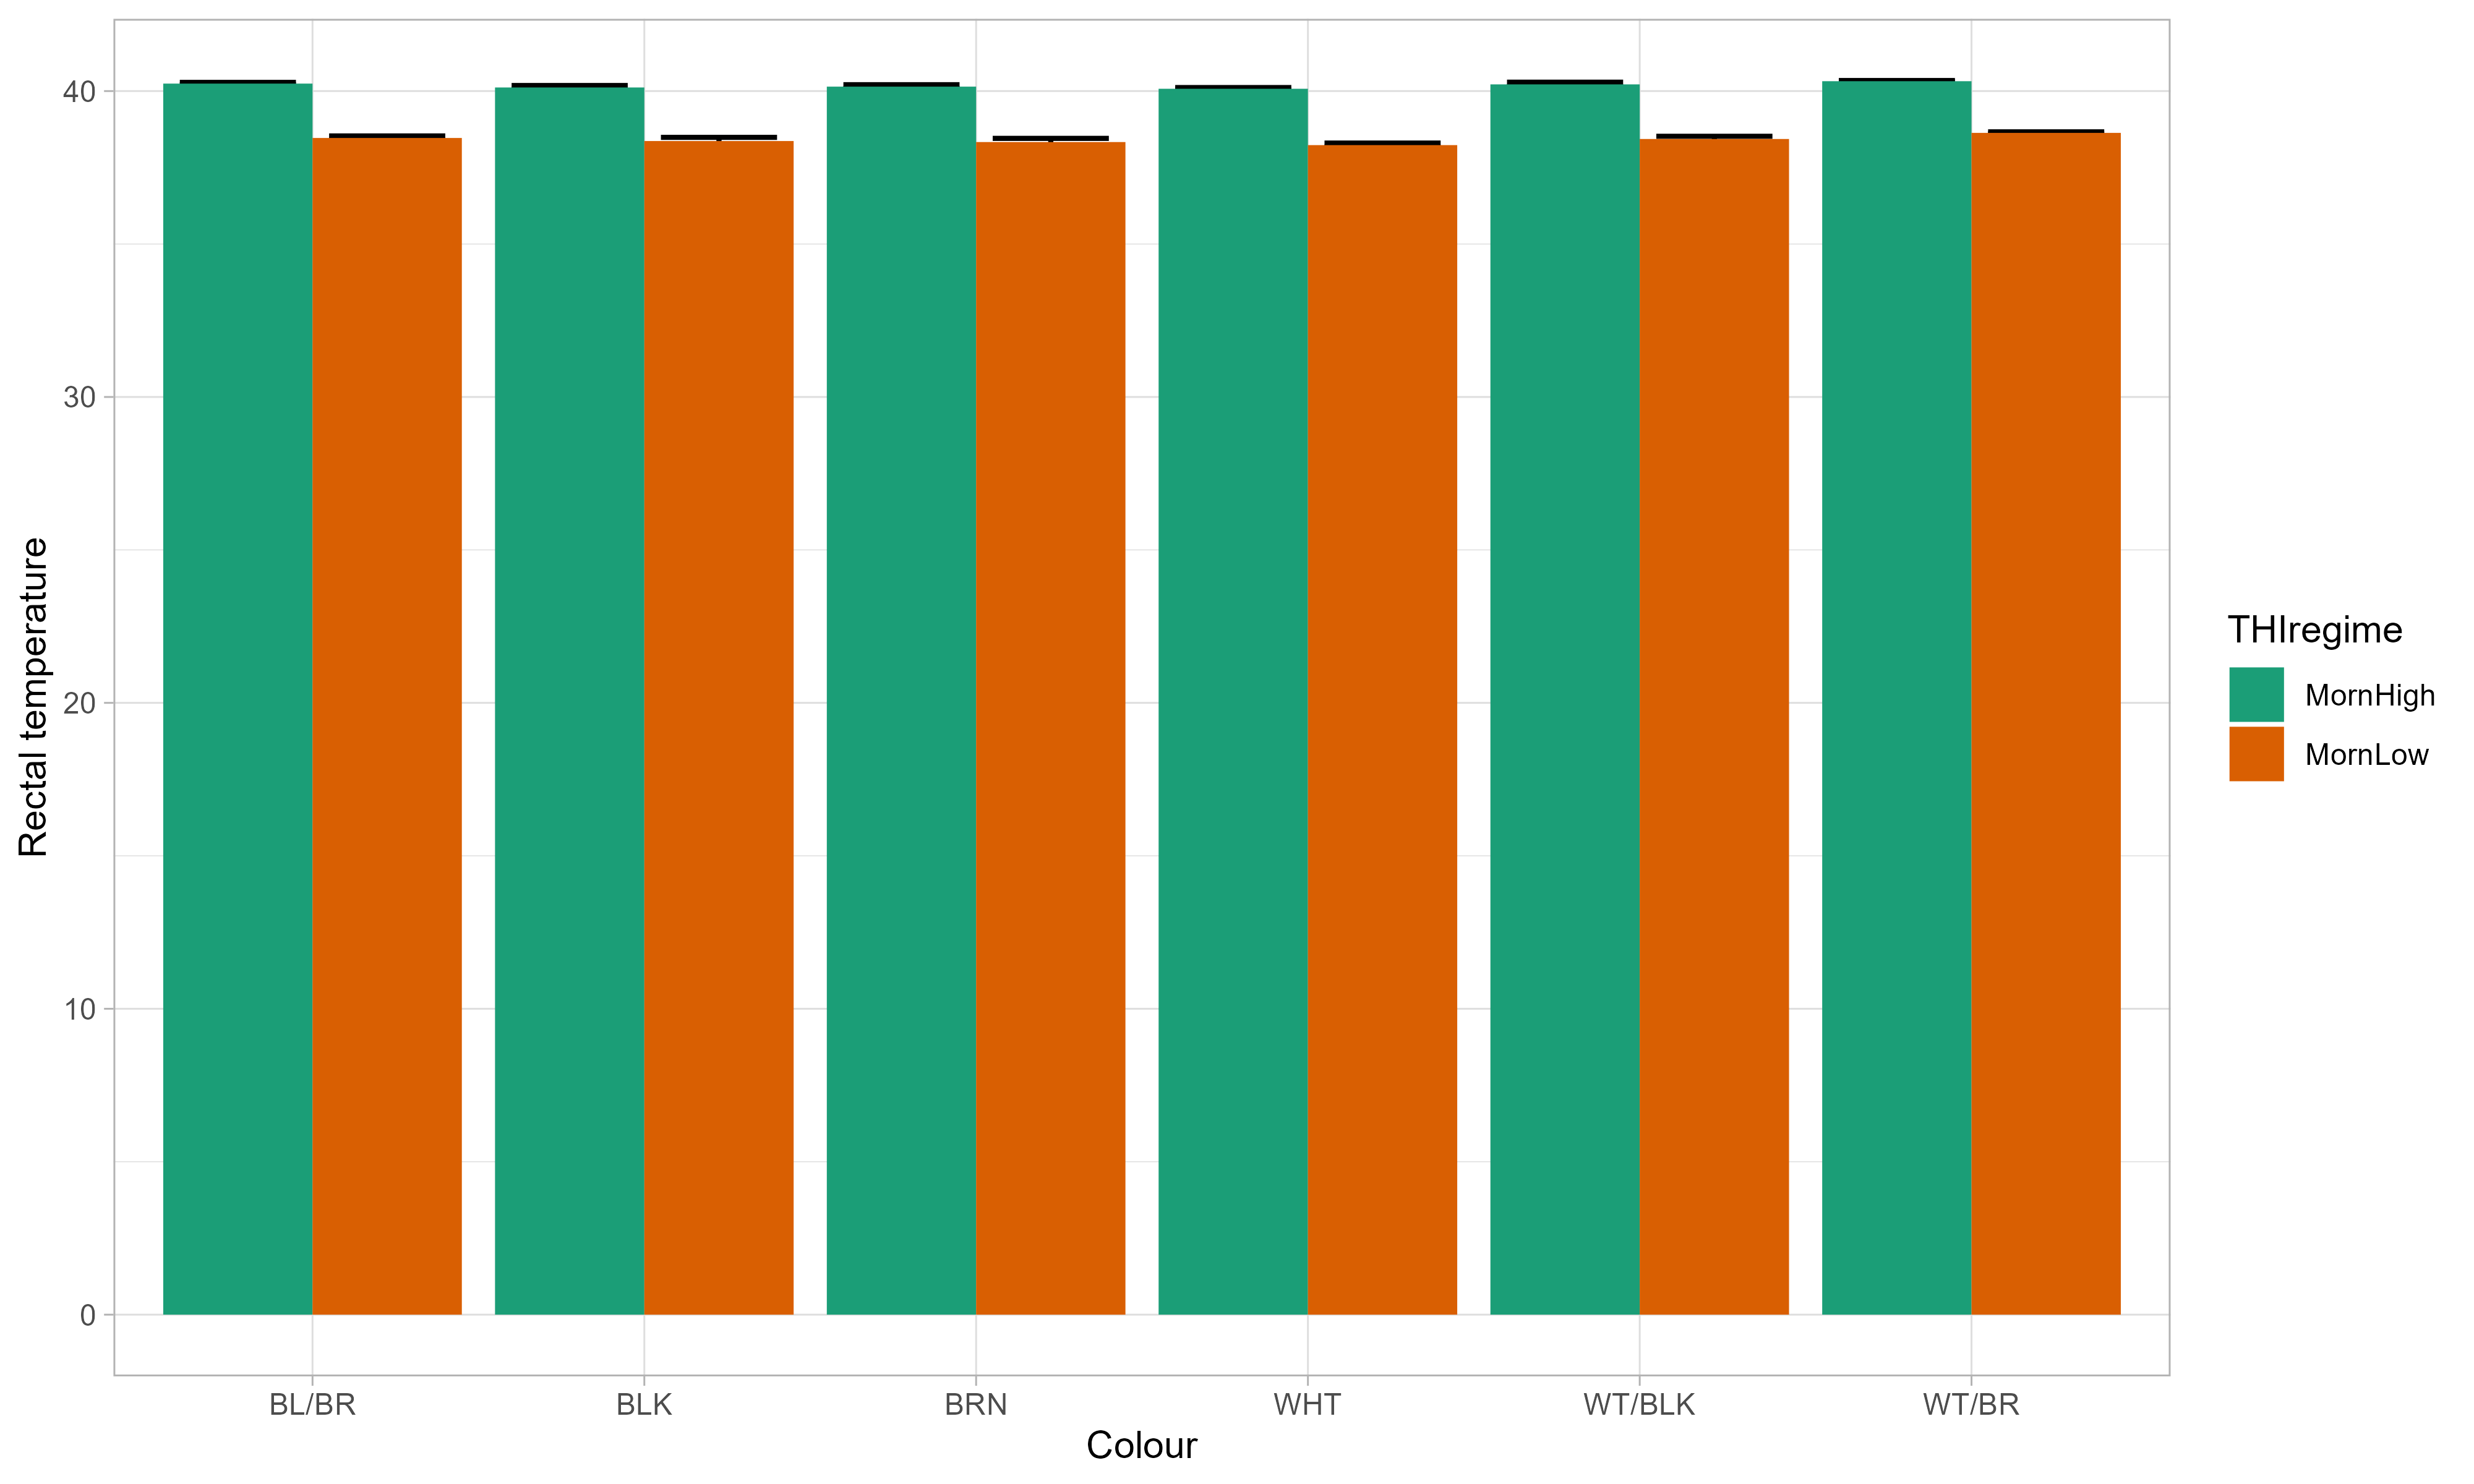 Rectal temperature
40
30
20
10
0
BL/BR BLK BRN WHT WT/BLK WT/BR
Colour
THIregime
MornHigh
MornLow